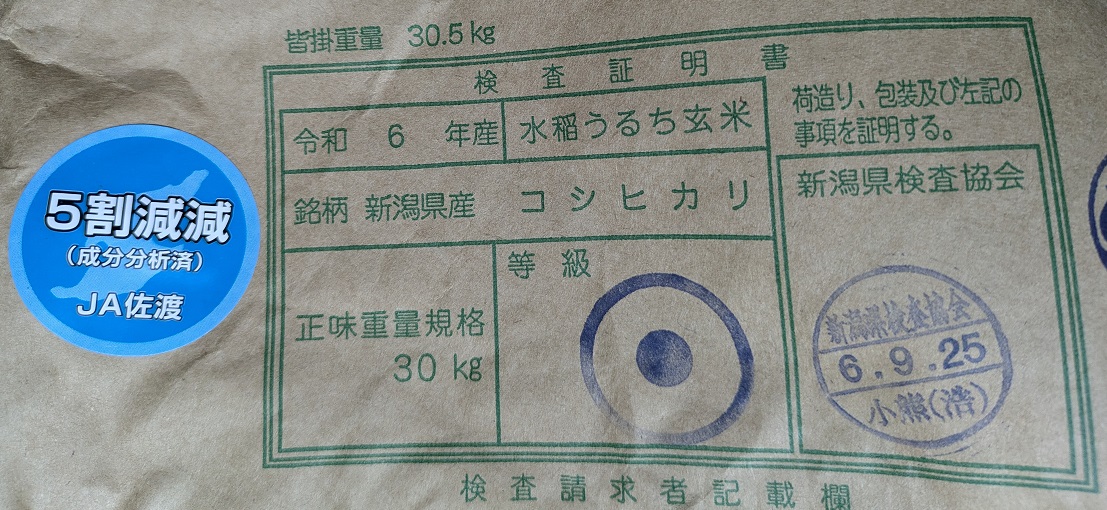 皆掛重量 30.5kg
検査証明書
令和 6 年産
水稲うるち玄米
銘柄 新潟県産 コシヒカリ
正味重量規格
30kg
等級
荷造り、包装及び左記の
事項を証明する。
新潟県検査協会
新潟県検査協会
6.9.25
小熊(浩)
5割減減
(成分分析済)
JA佐渡
検査請求者記載欄